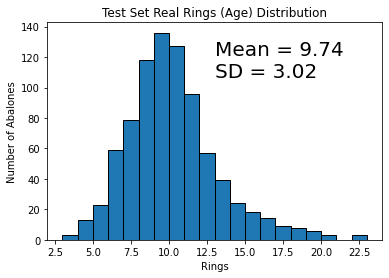 Test Set Real Rings (Age) Distribution
140
120
100
80
60
40
20
0
Number of Abalones
Mean = 9.74
SD = 3.02
2.5 5.0 7.5 10.0 12.5 15.0 17.5 20.0 22.5
Rings